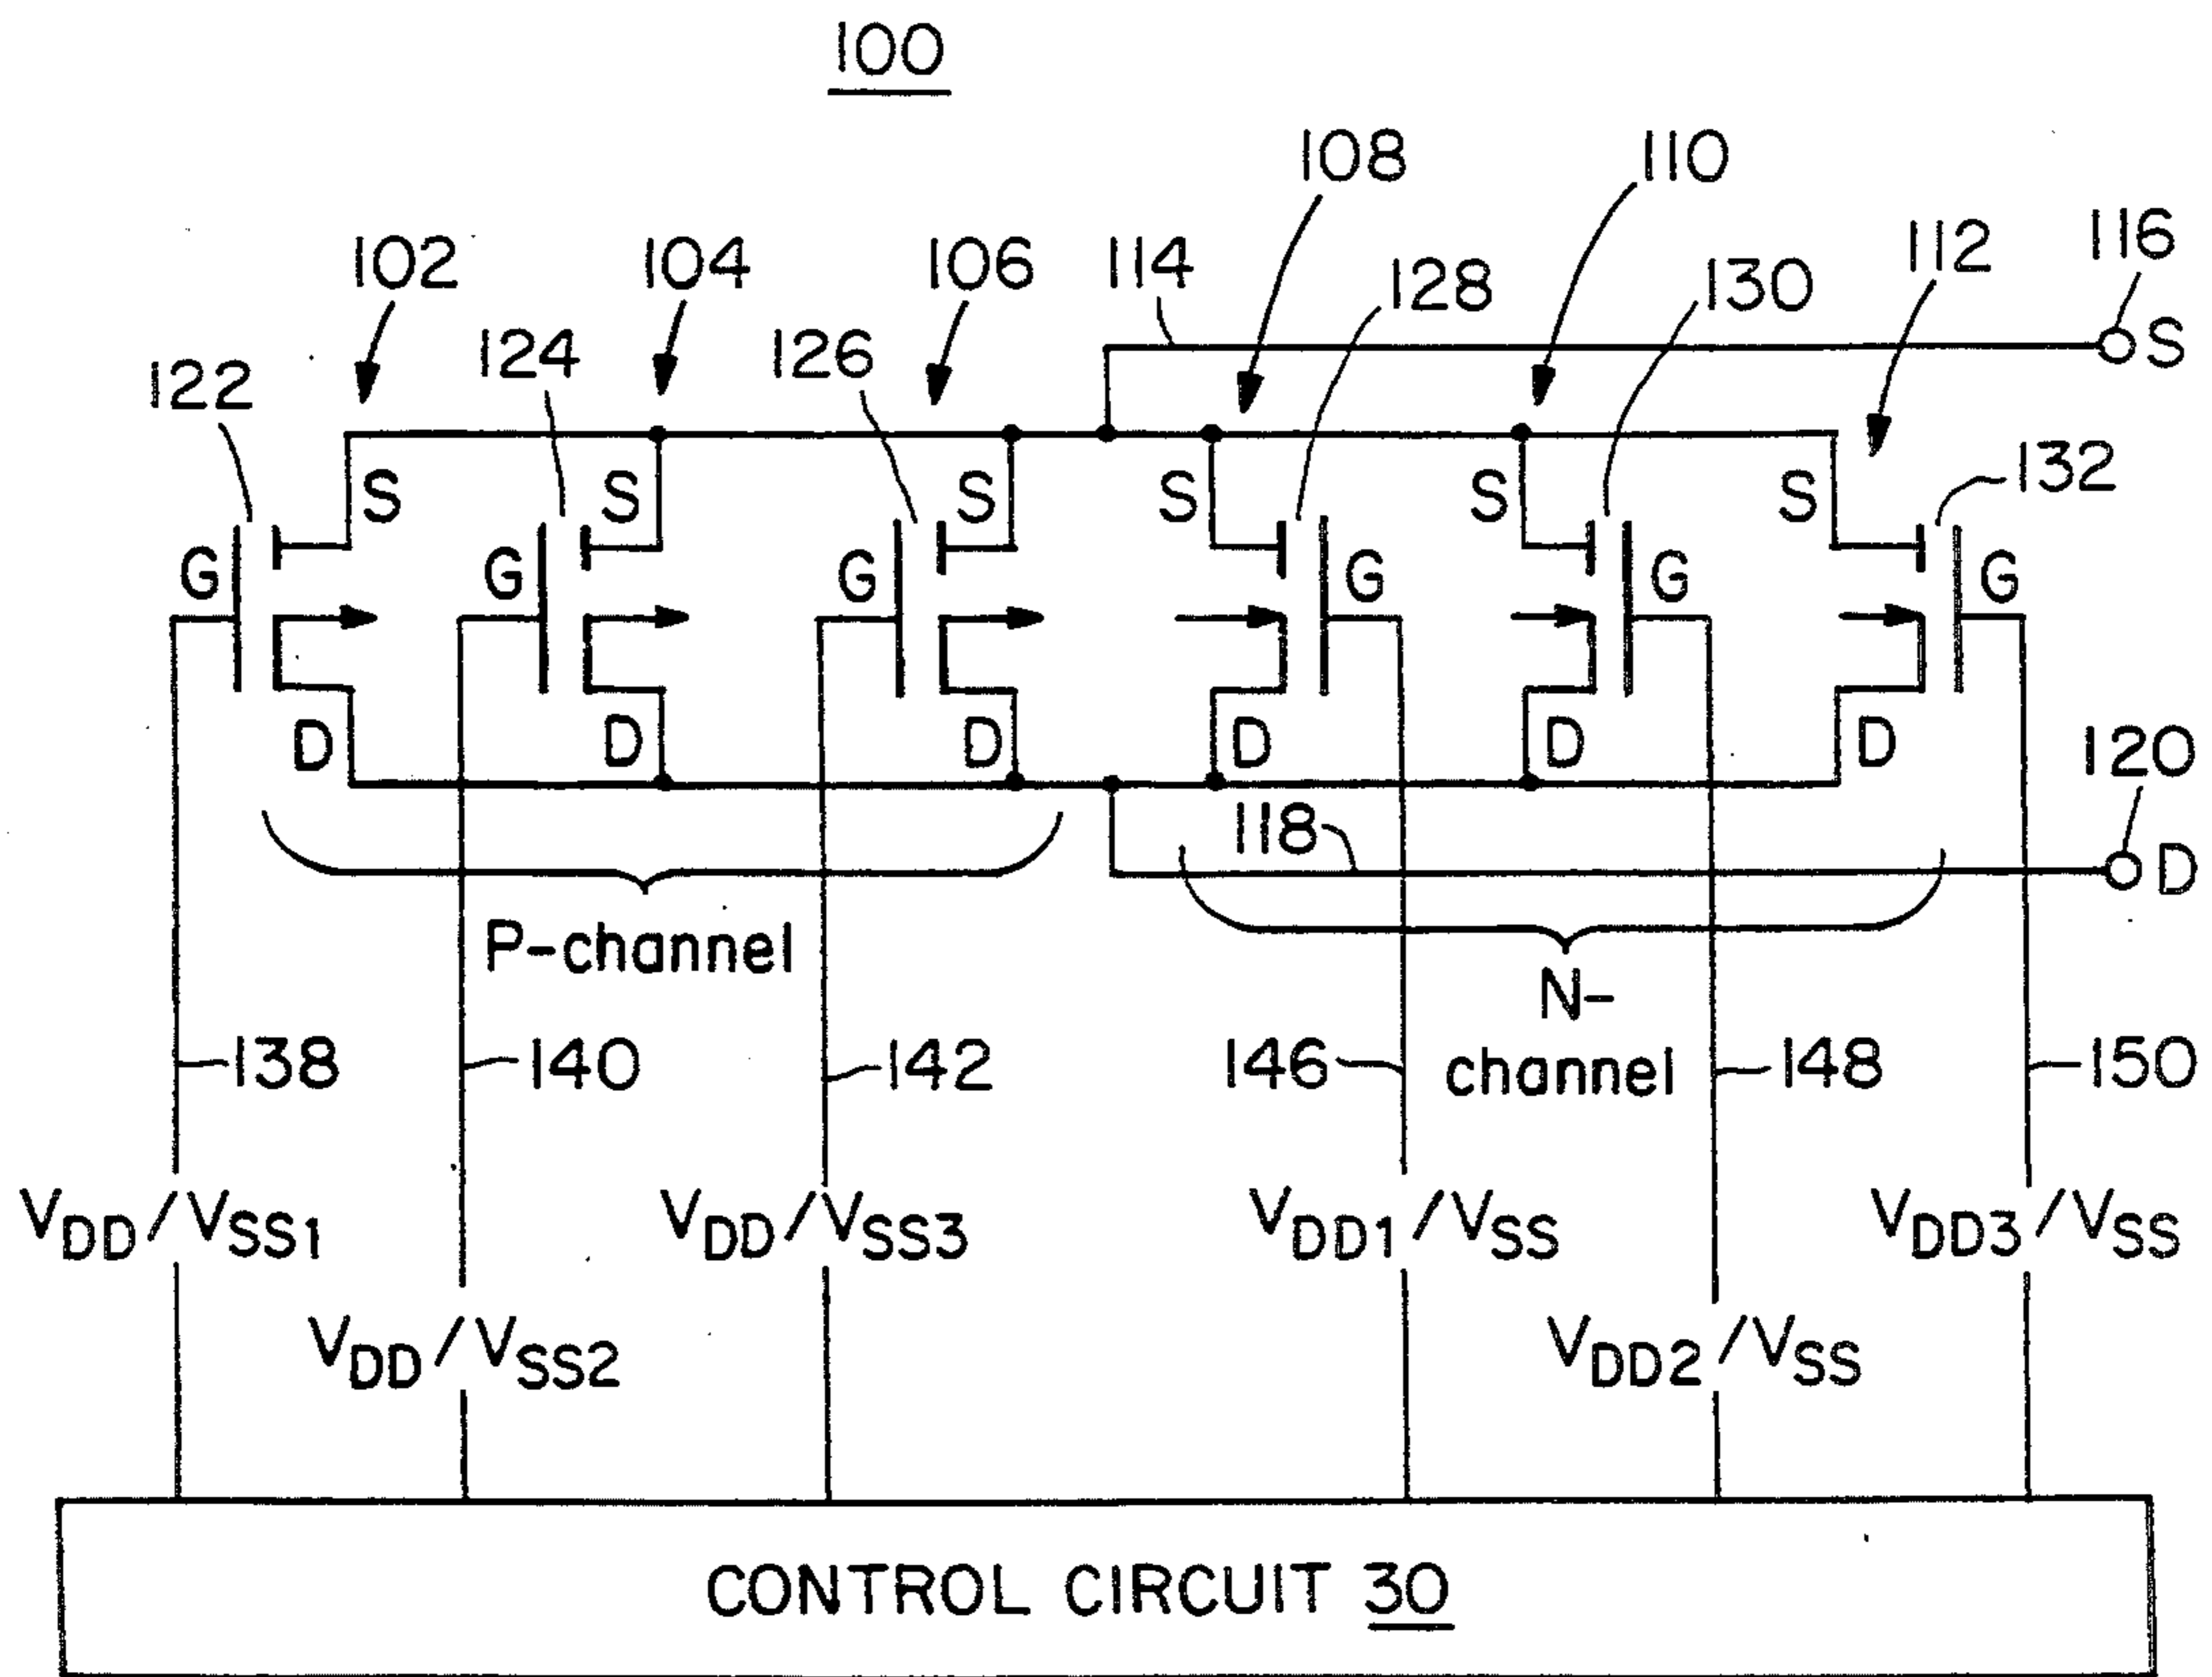 100
108
110
102
104
106
114
128
130
112
116
S
122
124
126
132
S
S
S
S
S
S
G
G
G
G
G
G
D
D
D
D
D
D
120
118
D
P-channel
N-
channel
138
140
142
146
148
150
VDD/VSS1
VDD/VSS3
VDD1/VSS
VDD3/VSS
VDD/VSS2
VDD2/VSS
CONTROL CIRCUIT 30